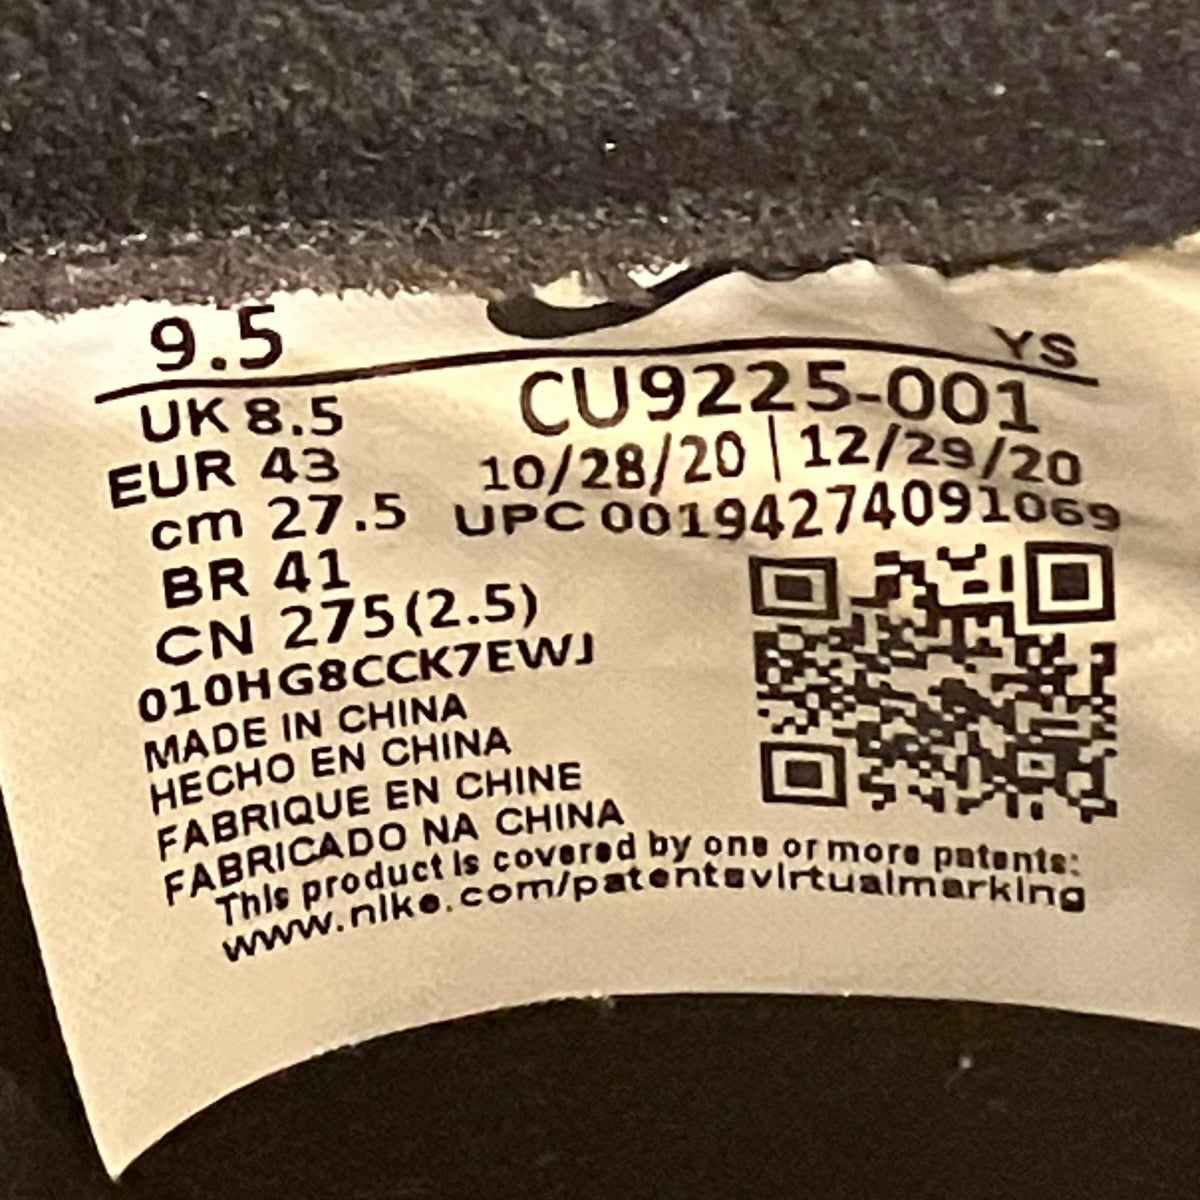 9.5
YS
UK 8.5
EUR 43
cm 27.5
BR 41
CN 275(2.5)
CU9225-001
10/28/20 | 12/29/20
UPC 00194274091069
010HG8CCK7EWJ
MADE IN CHINA
HECHO EN CHINA
FABRIQUE EN CHINE
FABRICADO NA CHINA
This product is covered by one or more patents:
www.nike.com/patentsvirtualmarking